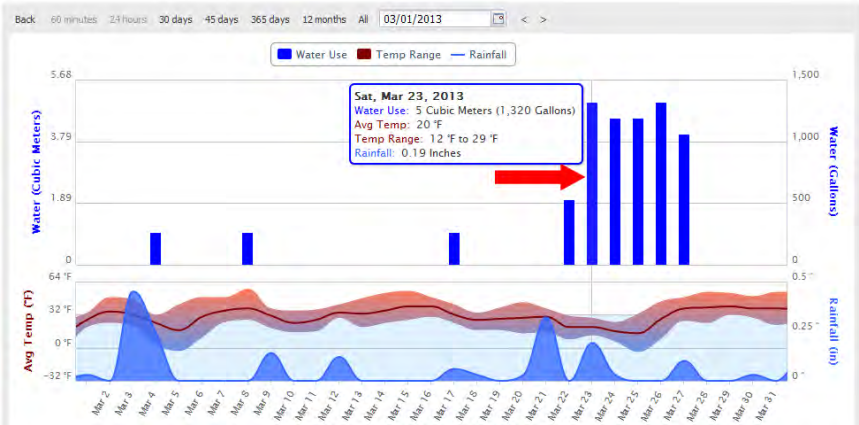 Back 60 minutes 24 hours 30 days 45 days 365 days 12 months All 03/01/2013 < >
Water Use Temp Range Rainfall
5.68
3.79
1.89
0
Water (Cubic Meters)
1,500
1,000
500
0
Water (Gallons)
Sat, Mar 23, 2013
Water Use: 5 Cubic Meters (1,320 Gallons)
Avg Temp: 20 °F
Temp Range: 12 °F to 29 °F
Rainfall: 0.19 Inches
64 °F
32 °F
0 °F
-32 °F
Avg Temp (°F)
0.5"
0.25"
0"
Rainfall (in)
Mar 2 Mar 3 Mar 4 Mar 5 Mar 6 Mar 7 Mar 8 Mar 9 Mar 10 Mar 11 Mar 12 Mar 13 Mar 14 Mar 15 Mar 16 Mar 17 Mar 18 Mar 19 Mar 20 Mar 21 Mar 22 Mar 23 Mar 24 Mar 25 Mar 26 Mar 27 Mar 28 Mar 29 Mar 30 Mar 31